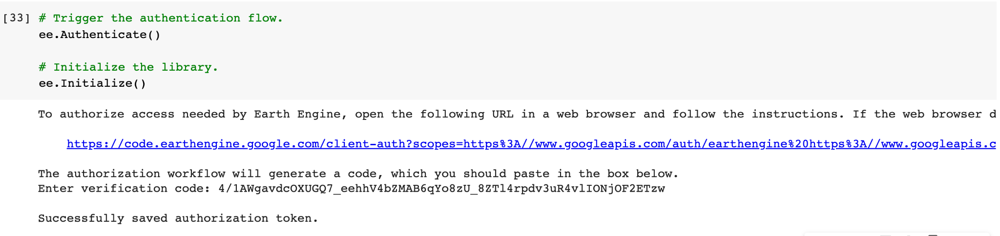 [33] # Trigger the authentication flow.
ee.Authenticate()
# Initialize the library.
ee.Initialize()
To authorize access needed by Earth Engine, open the following URL in a web browser and follow the instructions. If the web browser d
https://code.earthengine.google.com/client-auth?scopes=https%3A//www.googleapis.com/auth/earthengine%20https%3A//www.googleapis.c
The authorization workflow will generate a code, which you should paste in the box below.
Enter verification code: 4/1AWgavdcOXUGQ7_eehhV4bZMAB6qYo8zU_8ZTl4rpdv3uR4vlIONjOF2ETzw
Successfully saved authorization token.